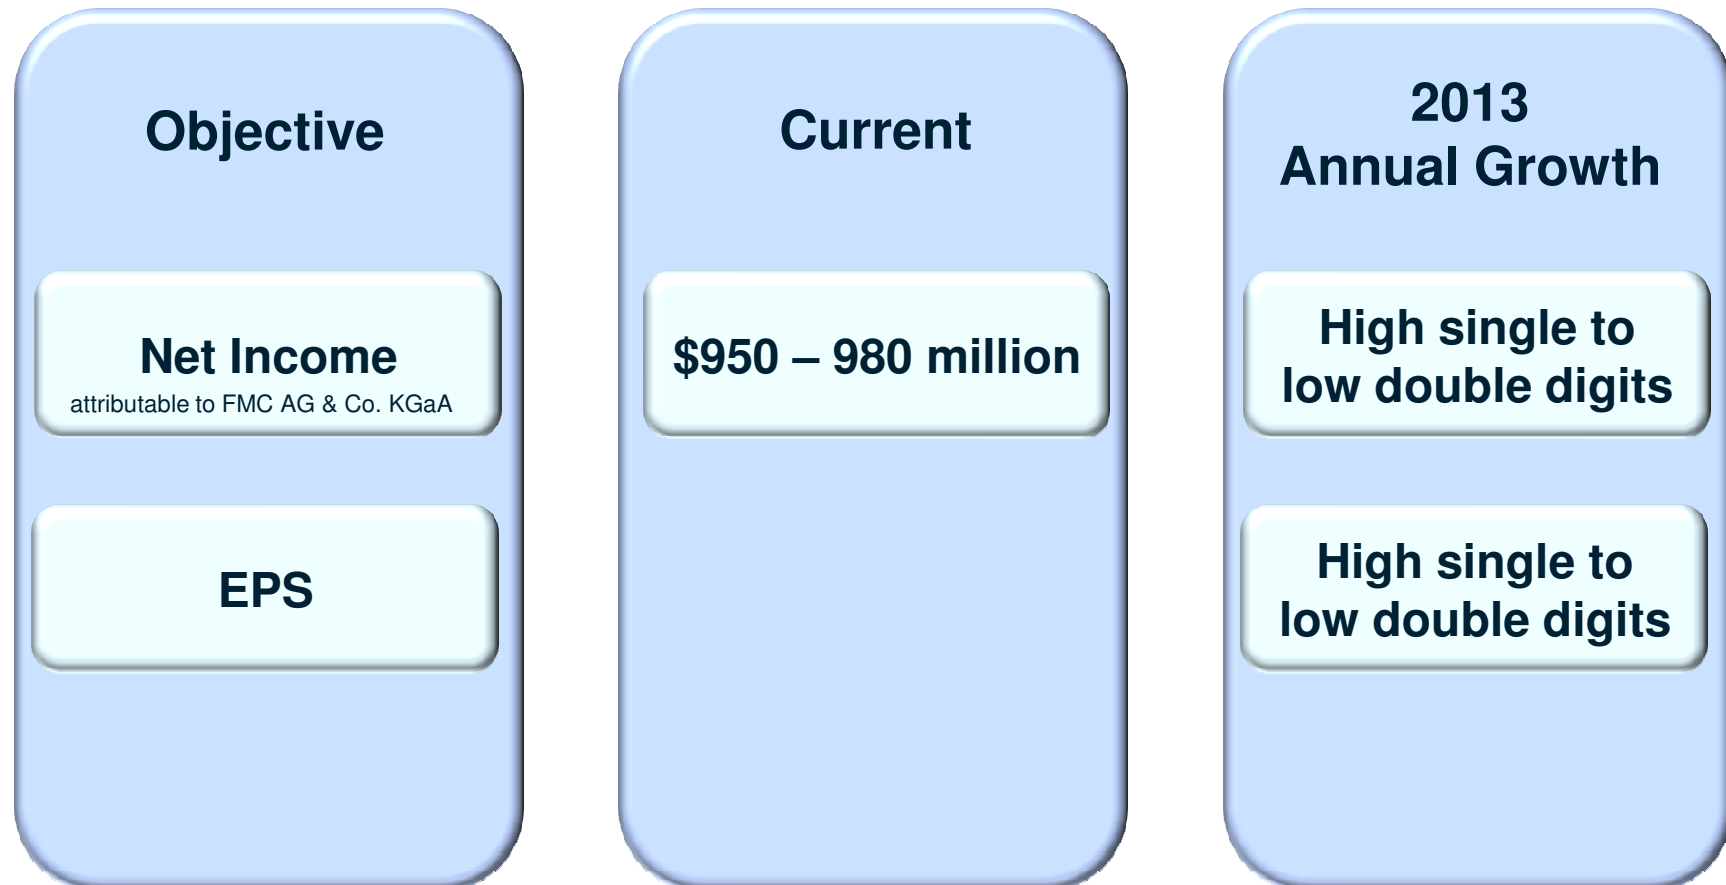 Objective
Current
2013
Annual Growth
Net Income
attributable to FMC AG & Co. KGaA
$950 – 980 million
High single to
low double digits
EPS
High single to
low double digits